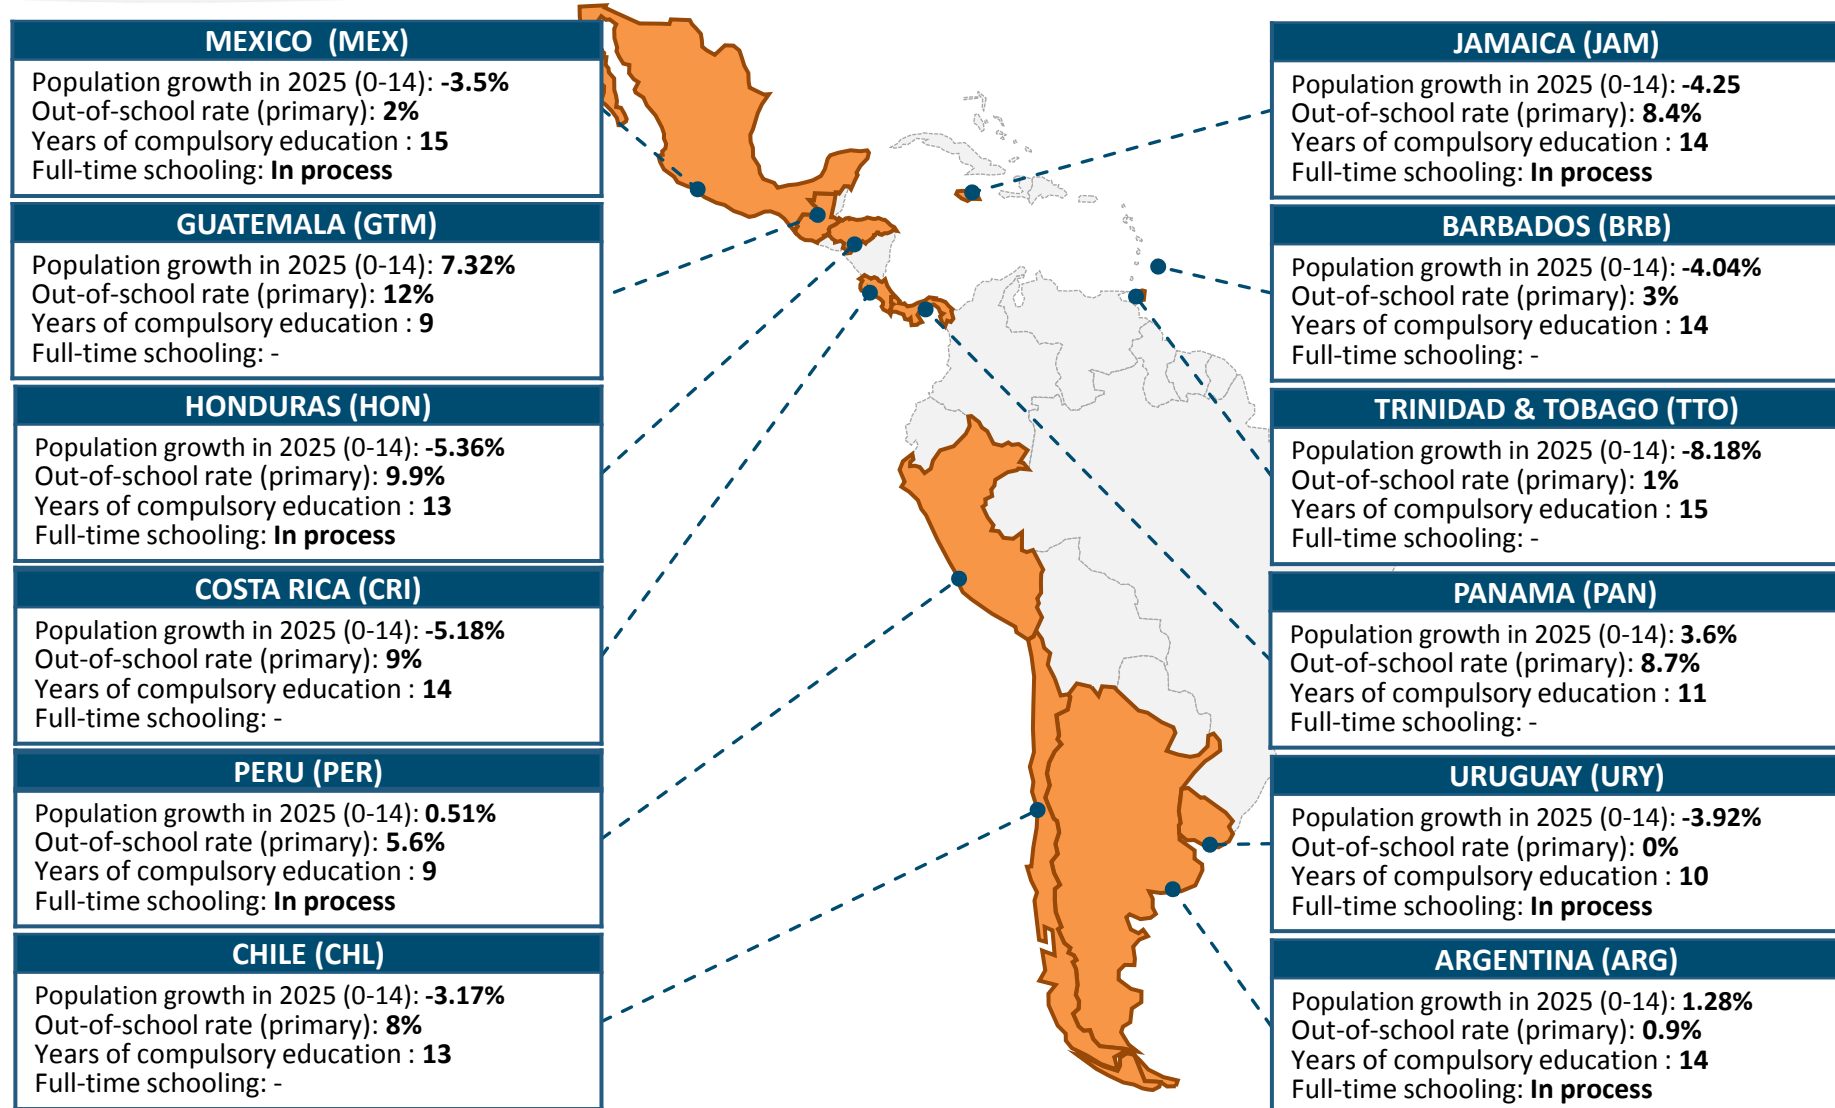 MEXICO  (MEX)
Population growth in 2025 (0-14): -3.5%
Out-of-school rate (primary): 2%
Years of compulsory education : 15
Full-time schooling: In process
GUATEMALA (GTM)
Population growth in 2025 (0-14): 7.32%
Out-of-school rate (primary): 12%
Years of compulsory education : 9
Full-time schooling: -
HONDURAS (HON)
Population growth in 2025 (0-14): -5.36%
Out-of-school rate (primary): 9.9%
Years of compulsory education : 13
Full-time schooling: In process
COSTA RICA (CRI)
Population growth in 2025 (0-14): -5.18%
Out-of-school rate (primary): 9%
Years of compulsory education : 14
Full-time schooling: -
PERU (PER)
Population growth in 2025 (0-14): 0.51%
Out-of-school rate (primary): 5.6%
Years of compulsory education : 9
Full-time schooling: In process
CHILE (CHL)
Population growth in 2025 (0-14): -3.17%
Out-of-school rate (primary): 8%
Years of compulsory education : 13
Full-time schooling: -
JAMAICA (JAM)
Population growth in 2025 (0-14): -4.25
Out-of-school rate (primary): 8.4%
Years of compulsory education : 14
Full-time schooling: In process
BARBADOS (BRB)
Population growth in 2025 (0-14): -4.04%
Out-of-school rate (primary): 3%
Years of compulsory education : 14
Full-time schooling: -
TRINIDAD & TOBAGO (TTO)
Population growth in 2025 (0-14): -8.18%
Out-of-school rate (primary): 1%
Years of compulsory education : 15
Full-time schooling: -
PANAMA (PAN)
Population growth in 2025 (0-14): 3.6%
Out-of-school rate (primary): 8.7%
Years of compulsory education : 11
Full-time schooling: -
URUGUAY (URY)
Population growth in 2025 (0-14): -3.92%
Out-of-school rate (primary): 0%
Years of compulsory education : 10
Full-time schooling: In process
ARGENTINA (ARG)
Population growth in 2025 (0-14): 1.28%
Out-of-school rate (primary): 0.9%
Years of compulsory education : 14
Full-time schooling: In process